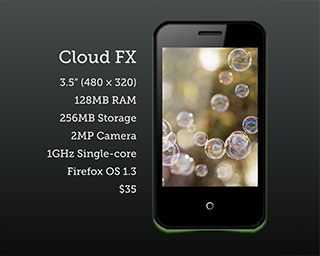 Cloud FX
3.5" (480 × 320)
128MB RAM
256MB Storage
2MP Camera
1GHz Single-core
Firefox OS 1.3
$35